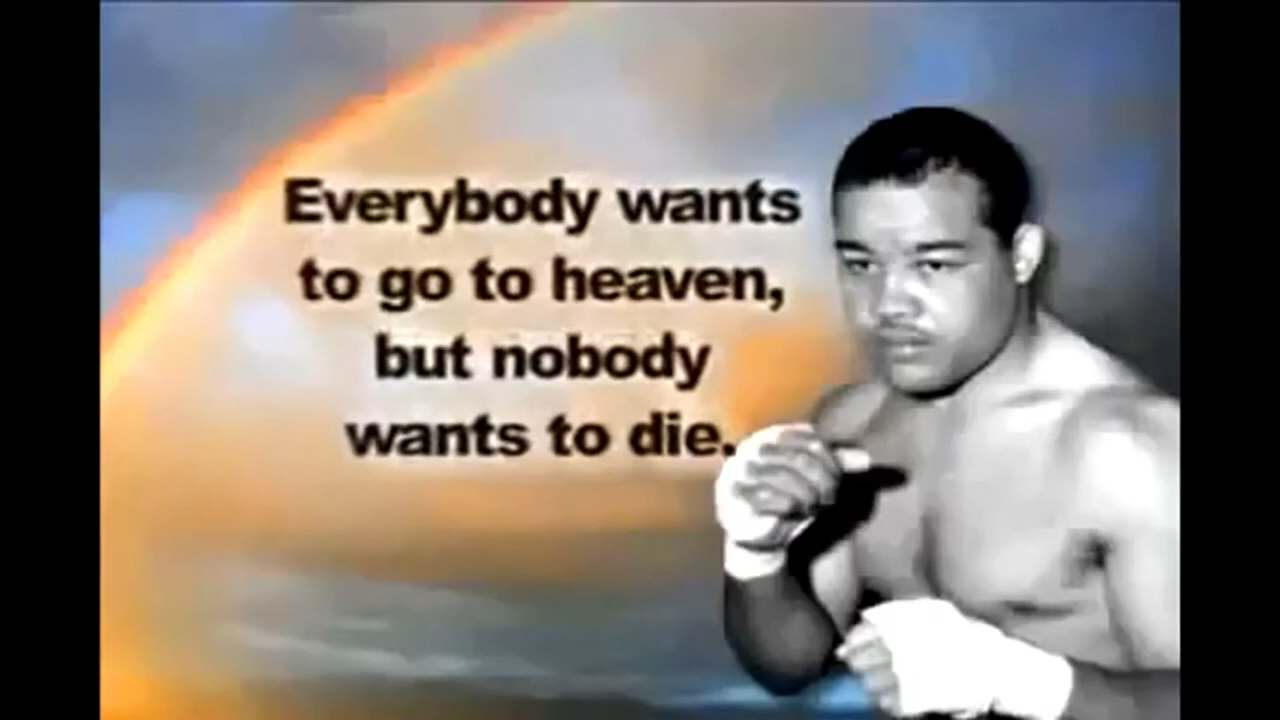 Everybody wants
to go to heaven,
but nobody
wants to die.